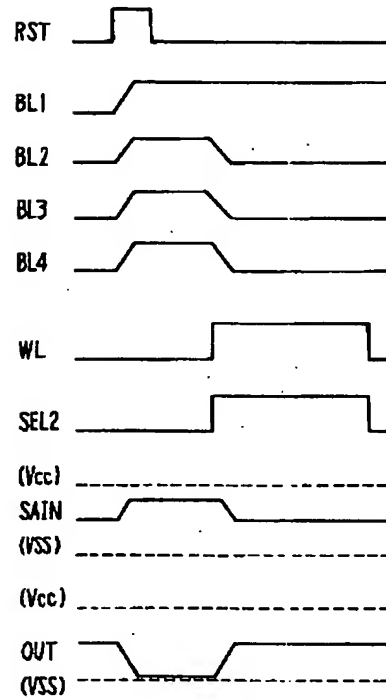 RST
BL1
BL2
BL3
BL4
WL
SEL2
(Vcc)
SAIN
(VSS)
(Vcc)
OUT
(VSS)